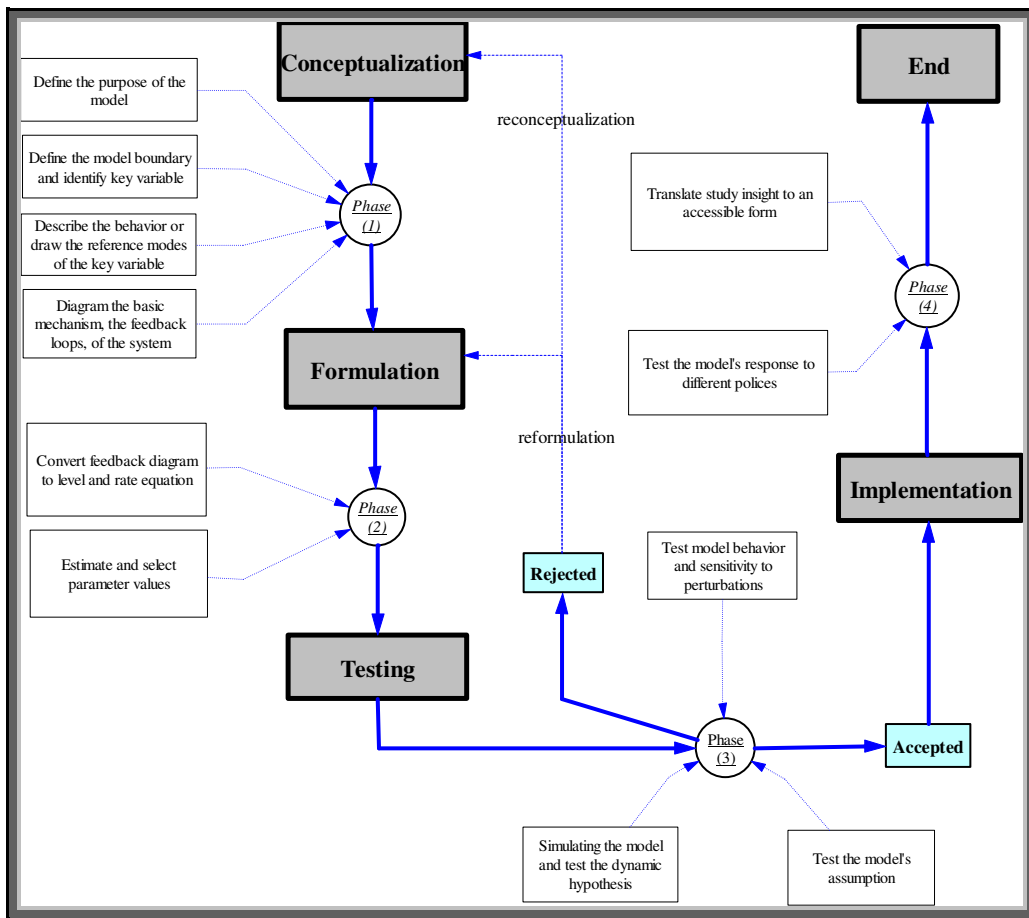 Conceptualization
End
Define the purpose of the
model
reconceptualization
Define the model boundary
and identify key variable
Translate study insight to an
accessible form
Phase
(1)
Describe the behavior or
draw the reference modes
of the key variable
Phase
(4)
Diagram the basic
mechanism, the feedback
loops, of the system
Formulation
Test the model's response to
different polices
reformulation
Convert feedback diagram
to level and rate equation
Implementation
Phase
(2)
Estimate and select
parameter values
Rejected
Test model behavior
and sensitivity to
perturbations
Testing
Phase
(3)
Accepted
Simulating the model
and test the dynamic
hypothesis
Test the model's
assumption